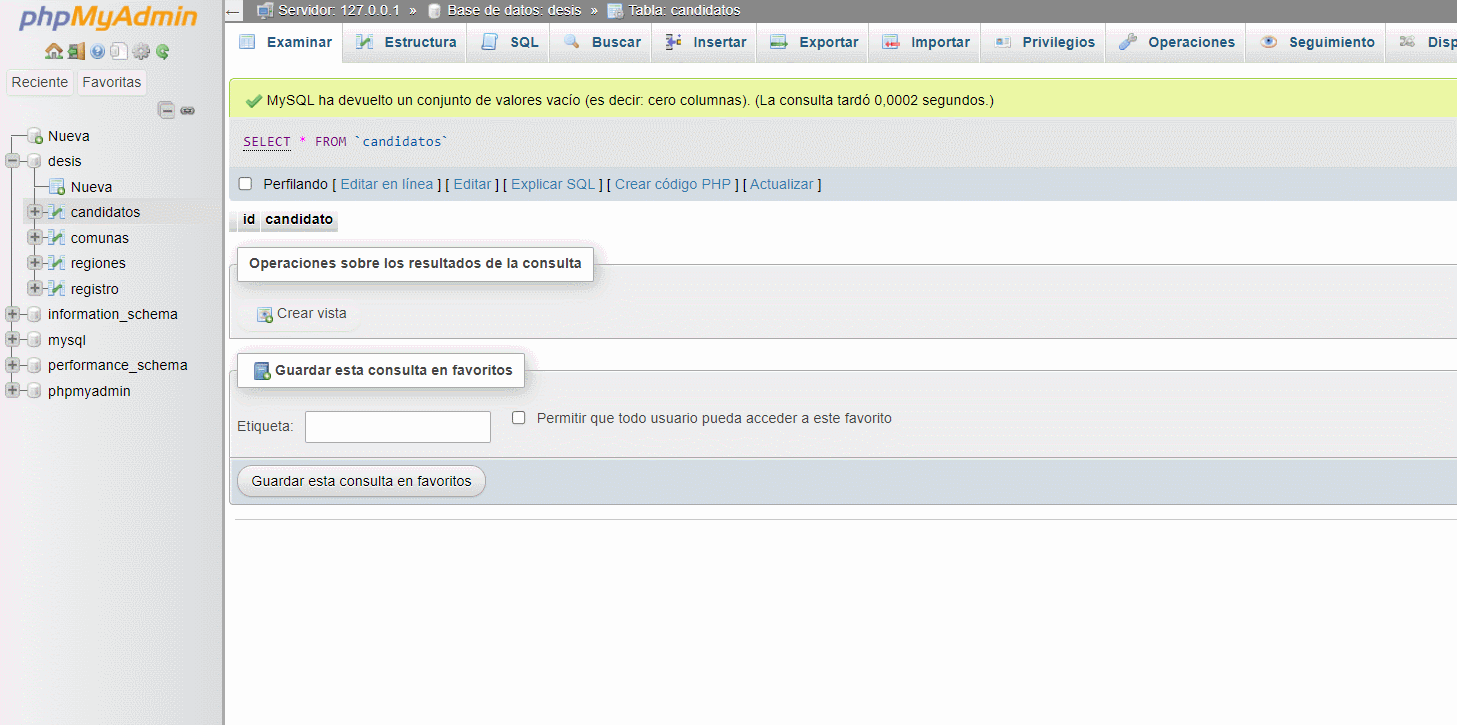 phpMyAdmin
Reciente Favoritas
Nueva
desis
Nueva
candidatos
comunas
regiones
registro
information_schema
mysql
performance_schema
phpmyadmin
← Servidor: 127.0.0.1 » Base de datos: desis » Tabla: candidatos
Examinar Estructura SQL Buscar Insertar Exportar Importar Privilegios Operaciones Seguimiento Disp
MySQL ha devuelto un conjunto de valores vacío (es decir: cero columnas). (La consulta tardó 0,0002 segundos.)
SELECT * FROM `candidatos`
Perfilando [ Editar en línea ] [ Editar ] [ Explicar SQL ] [ Crear código PHP ] [ Actualizar ]
id candidato
Operaciones sobre los resultados de la consulta
Crear vista
Guardar esta consulta en favoritos
Etiqueta: Permitir que todo usuario pueda acceder a este favorito
Guardar esta consulta en favoritos